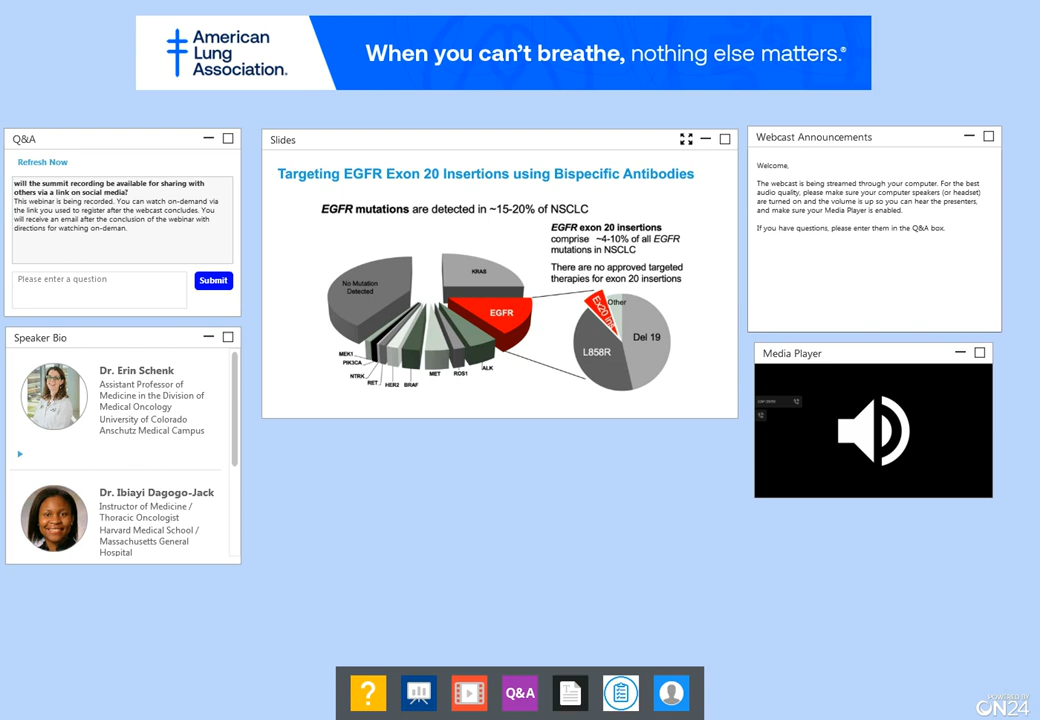 American
Lung
Association®
When you can't breathe, nothing else matters.®
Q&A
Refresh Now
will the summit recording be available for sharing with
others via a link on social media?
This webinar is being recorded. You can watch on-demand via
the link you used to register after the webcast concludes. You
will receive an email after the conclusion of the webinar with
directions for watching on-deman.
Please enter a question
Submit
Speaker Bio
Dr. Erin Schenk
Assistant Professor of
Medicine in the Division of
Medical Oncology
University of Colorado
Anschutz Medical Campus
Dr. Ibiayi Dagogo-Jack
Instructor of Medicine /
Thoracic Oncologist
Harvard Medical School /
Massachusetts General
Hospital
Slides
Targeting EGFR Exon 20 Insertions using Bispecific Antibodies
EGFR mutations are detected in ~15-20% of NSCLC
EGFR exon 20 insertions
comprise ~4-10% of all EGFR
mutations in NSCLC
There are no approved targeted
therapies for exon 20 insertions
No Mutation
Detected
KRAS
EGFR
MEK1
PIK3CA
NTRK
RET
HER2
BRAF
MET
ROS1
ALK
Ex20 ins
Other
Del 19
L858R
Webcast Announcements
Welcome,
The webcast is being streamed through your computer. For the best
audio quality, please make sure your computer speakers (or headset)
are turned on and the volume is up so you can hear the presenters,
and make sure your Media Player is enabled.
If you have questions, please enter them in the Q&A box.
Media Player
?
Q&A
POWERED BY
ON24